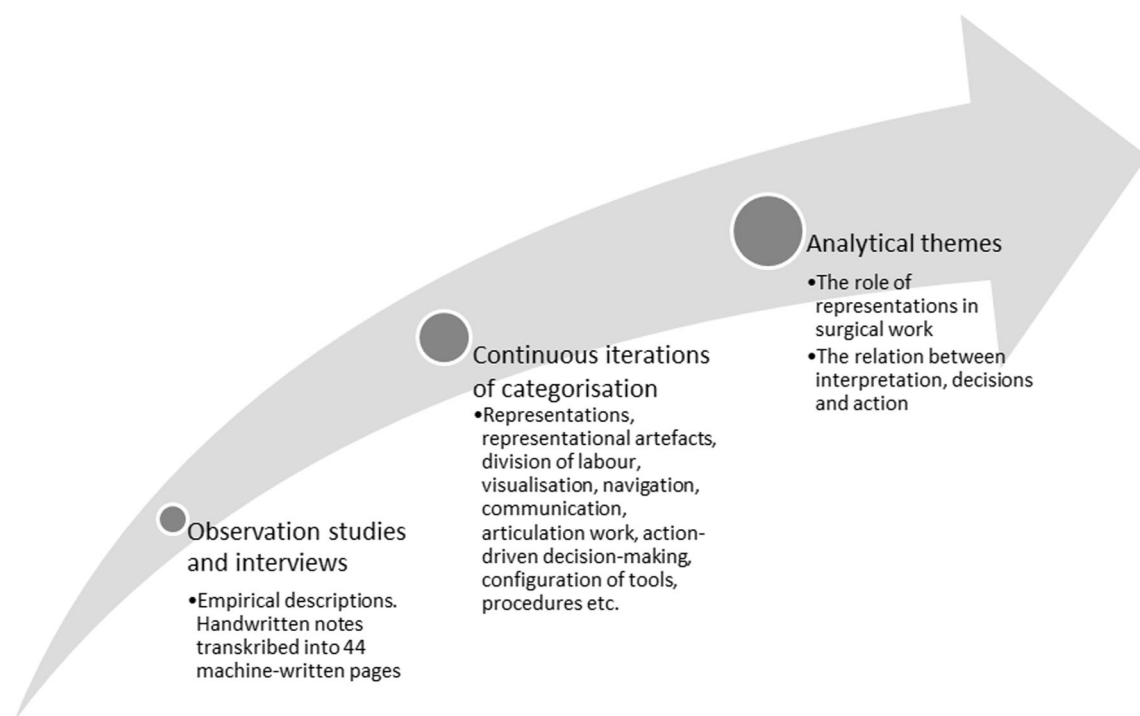 Analytical themes
•The role of
representations in
surgical work
•The relation between
interpretation, decisions
and action
Continuous iterations
of categorisation
•Representations,
representational artefacts,
division of labour,
visualisation, navigation,
communication,
articulation work, action-
driven decision-making,
configuration of tools,
procedures etc.
Observation studies
and interviews
•Empirical descriptions.
Handwritten notes
transkribed into 44
machine-written pages